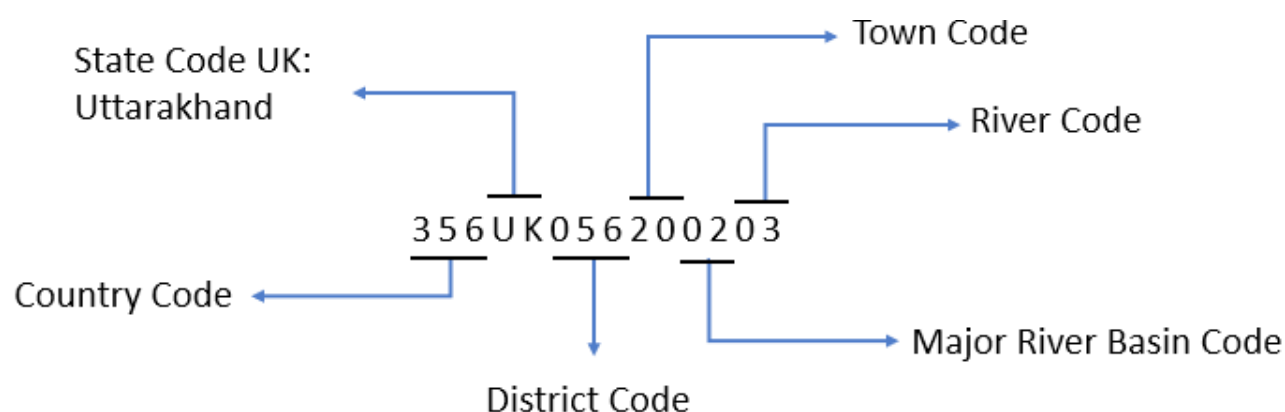 Town Code
State Code UK:
Uttarakhand
River Code
356UK056200203
Country Code
Major River Basin Code
District Code